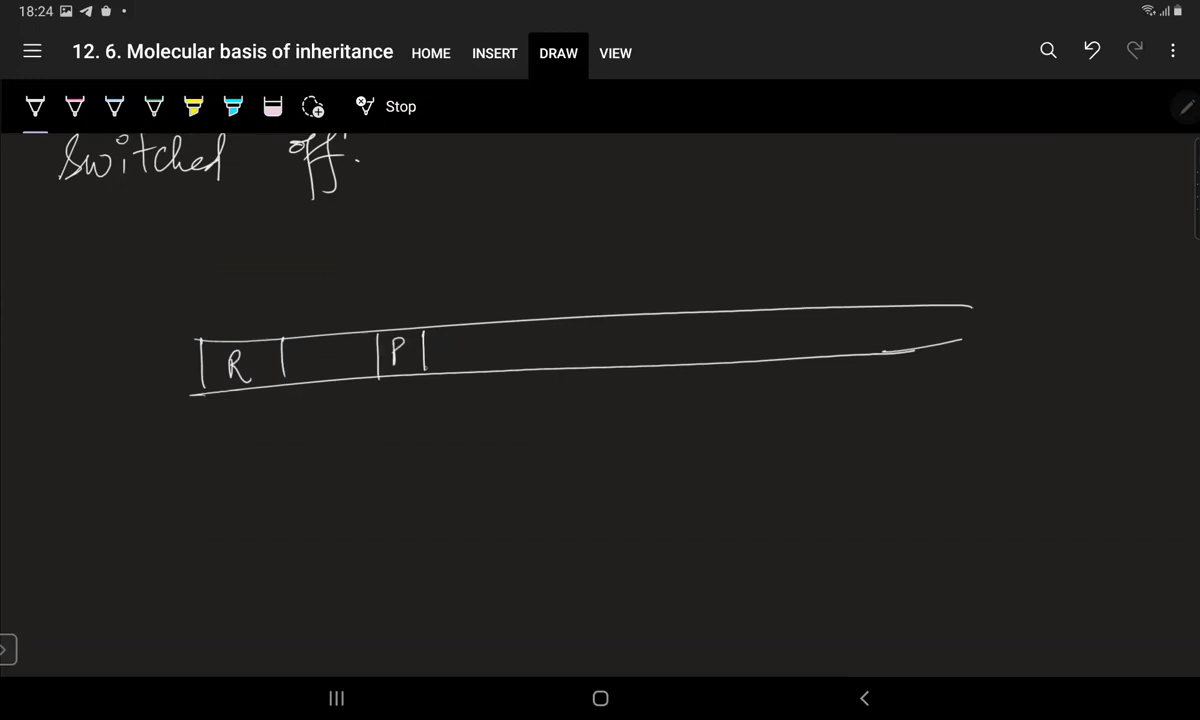 18:24
12. 6. Molecular basis of inheritance HOME INSERT DRAW VIEW
Stop
switched off.
R P